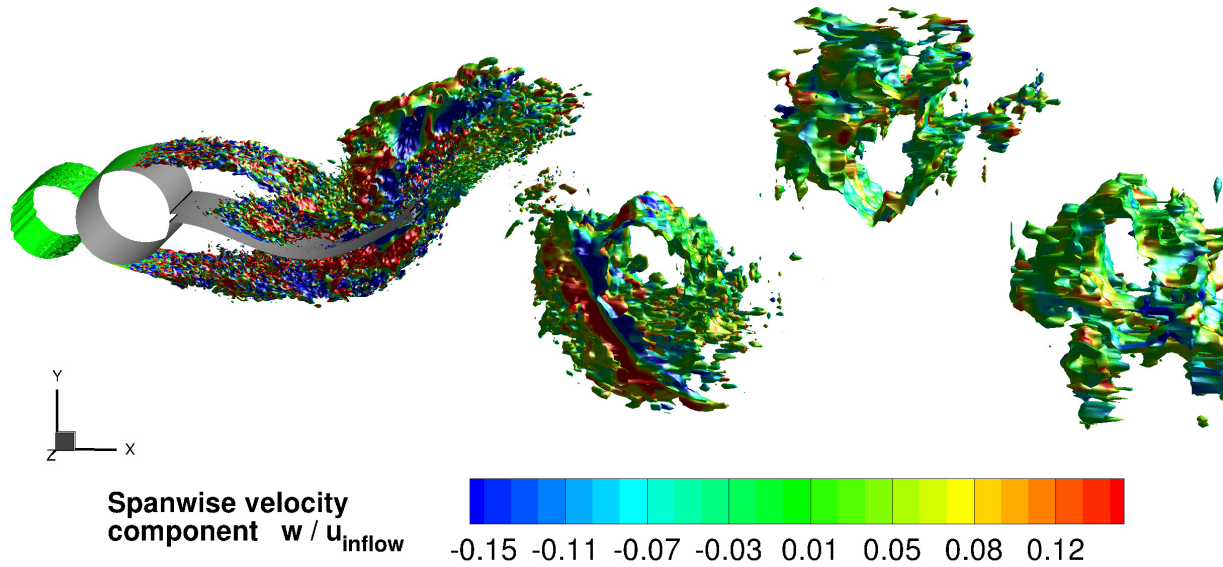 Y
Z X
Spanwise velocity
component w / u_inflow
-0.15 -0.11 -0.07 -0.03 0.01 0.05 0.08 0.12